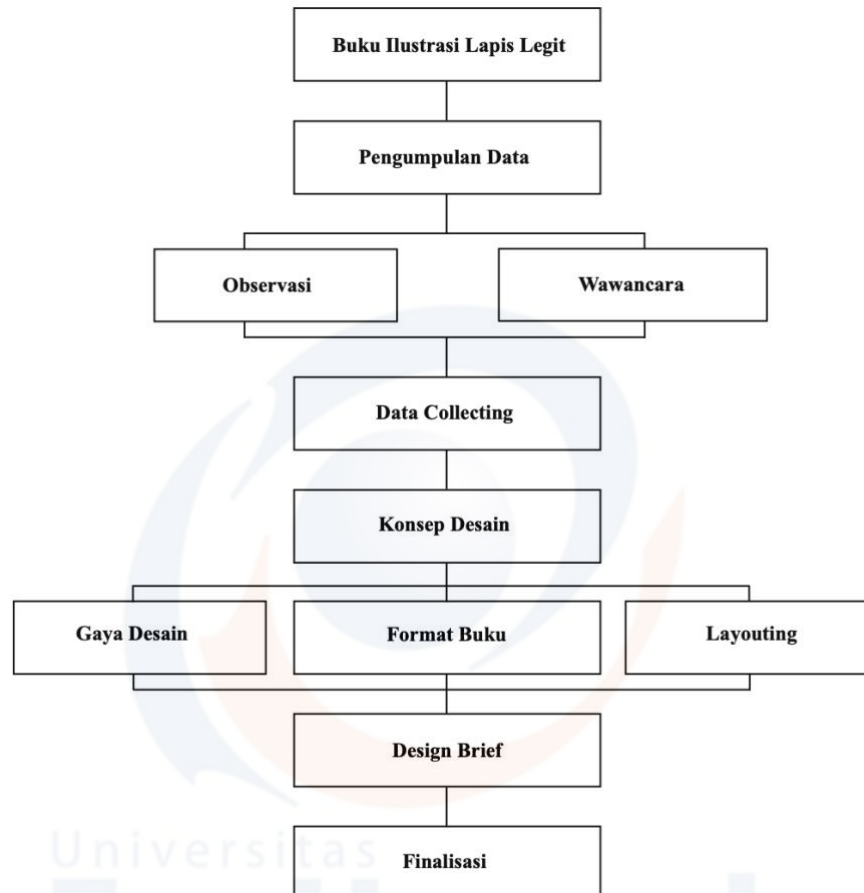 Buku Ilustrasi Lapis Legit
Pengumpulan Data
Observasi
Wawancara
Data Collecting
Konsep Desain
Gaya Desain
Format Buku
Layouting
Design Brief
Universitas
Finalisasi